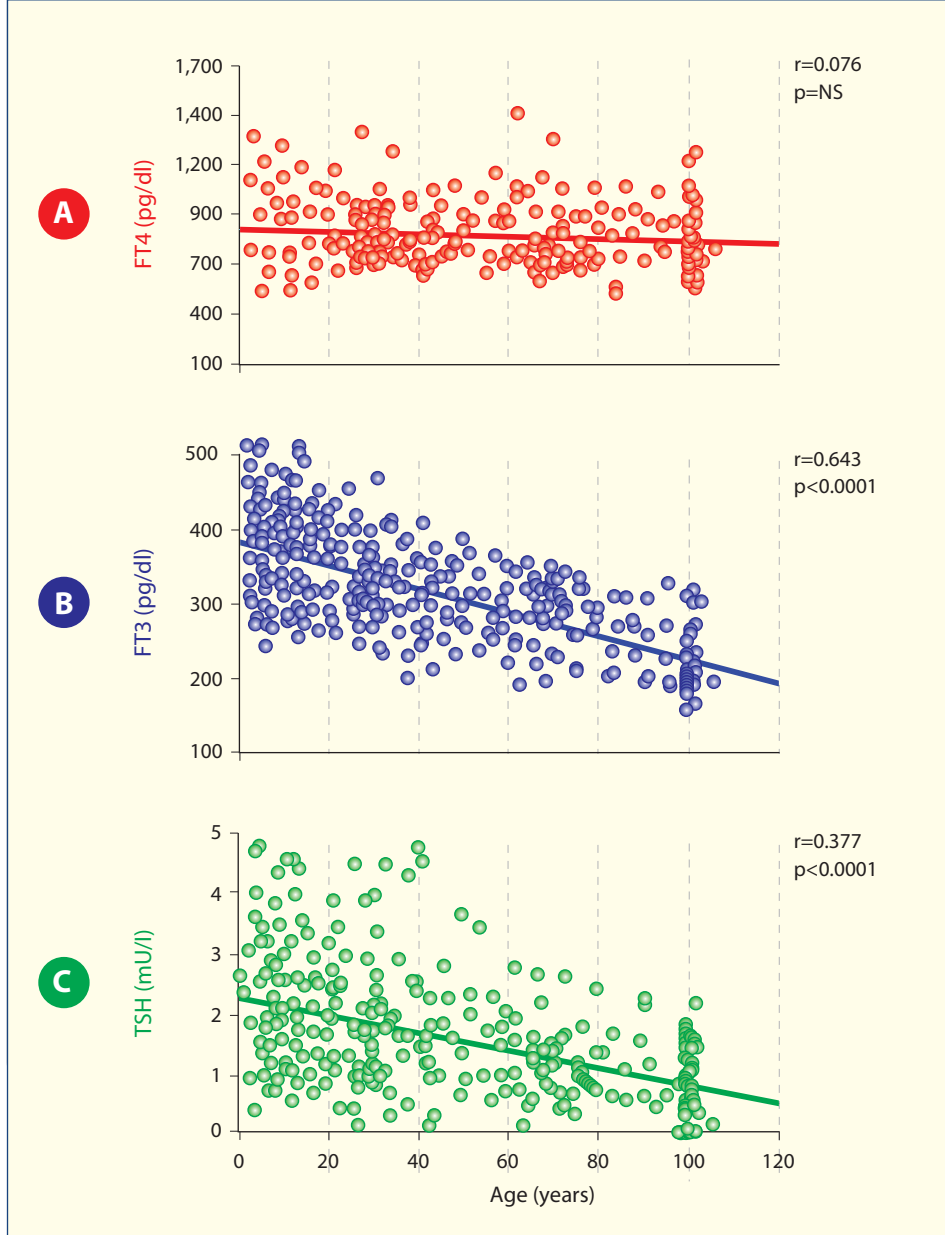 A
FT4 (pg/dl)
1,700
1,400
1,200
900
700
400
100
r=0.076
p=NS
B
FT3 (pg/dl)
500
400
300
200
100
r=0.643
p<0.0001
C
TSH (mU/l)
5
4
3
2
1
0
r=0.377
p<0.0001
0 20 40 60 80 100 120
Age (years)